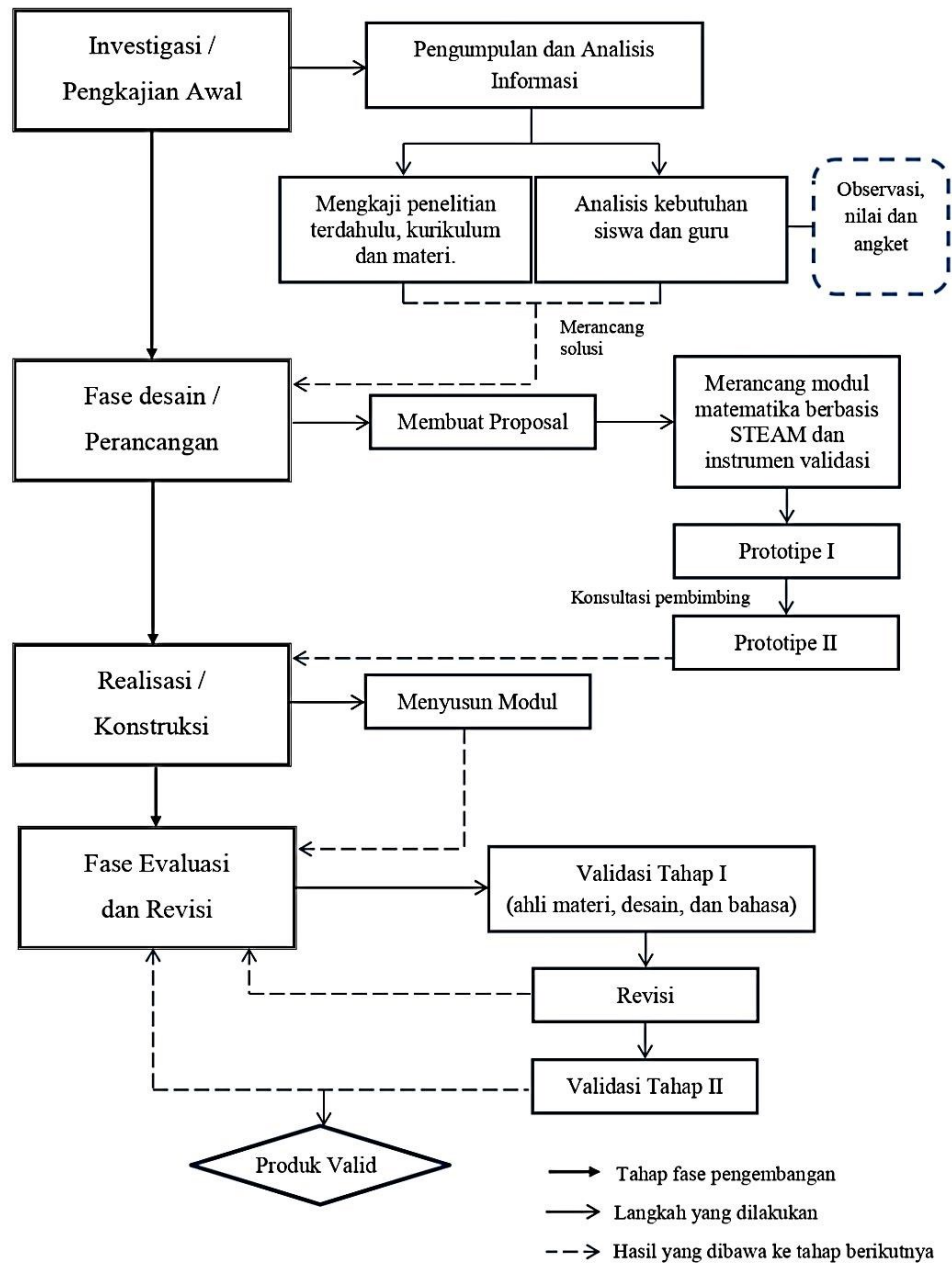 Investigasi /
Pengkajian Awal
Pengumpulan dan Analisis
Informasi
Mengkaji penelitian
terdahulu, kurikulum
dan materi.
Analisis kebutuhan
siswa dan guru
Observasi,
nilai dan
angket
Merancang
solusi
Fase desain /
Perancangan
Membuat Proposal
Merancang modul
matematika berbasis
STEAM dan
instrumen validasi
Prototipe I
Konsultasi pembimbing
Prototipe II
Realisasi /
Konstruksi
Menyusun Modul
Fase Evaluasi
dan Revisi
Validasi Tahap I
(ahli materi, desain, dan bahasa)
Revisi
Validasi Tahap II
Produk Valid
Tahap fase pengembangan
Langkah yang dilakukan
Hasil yang dibawa ke tahap berikutnya